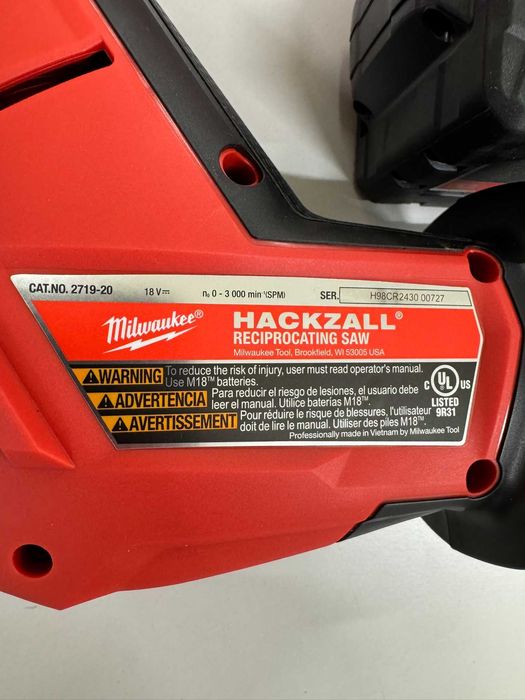 CAT.NO. 2719-20 18 V⎓ n₀ 0 - 3 000 min⁻¹(SPM) SER. H98CR2430 00727
Milwaukee® HACKZALL®
RECIPROCATING SAW
Milwaukee Tool, Brookfield, WI 53005 USA
WARNING To reduce the risk of injury, user must read operator's manual.
Use M18™ batteries.
ADVERTENCIA Para reducir el riesgo de lesiones, el usuario debe
leer el manual. Utilice baterías M18™.
AVERTISSEMENT Pour réduire le risque de blessures, l'utilisateur
doit de lire le manual. Utiliser des piles M18™.
Professionally made in Vietnam by Milwaukee Tool
C UL US
LISTED
9R31